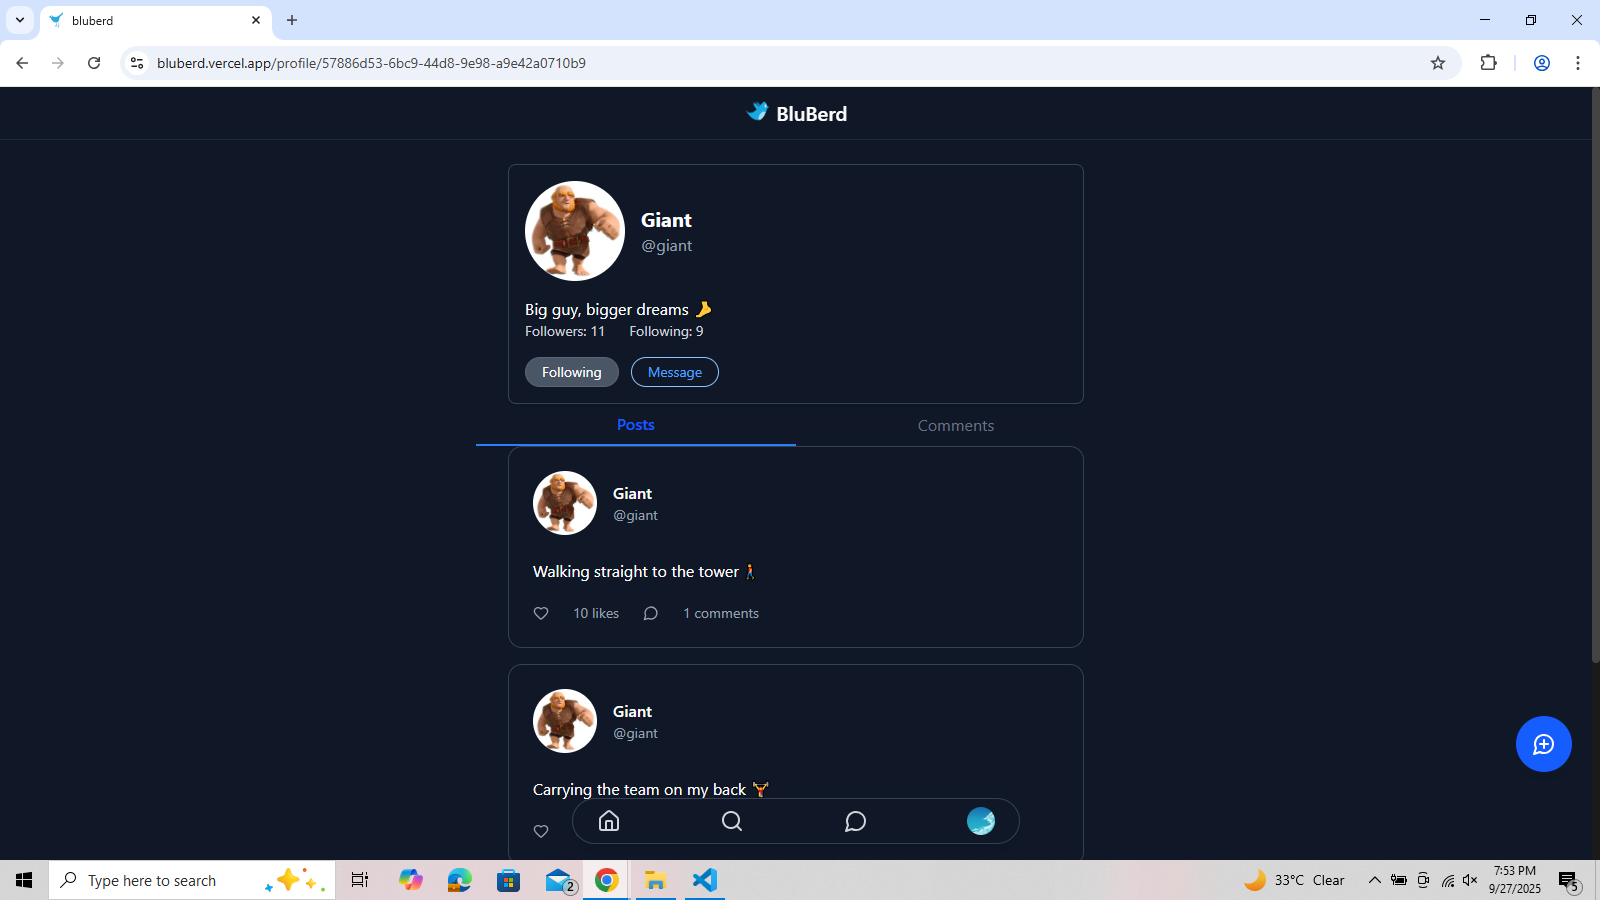 bluberd
bluberd.vercel.app/profile/57886d53-6bc9-44d8-9e98-a9e42a0710b9
BluBerd
Giant
@giant
Big guy, bigger dreams 🦶
Followers: 11 Following: 9
Following Message
Posts Comments
Giant
@giant
Walking straight to the tower 🚶
10 likes 1 comments
Giant
@giant
Carrying the team on my back 🏋
Type here to search
2
33°C Clear
7:53 PM
9/27/2025
5